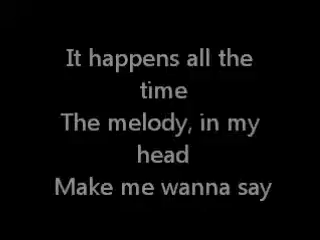 It happens all the
time
The melody, in my
head
Make me wanna say